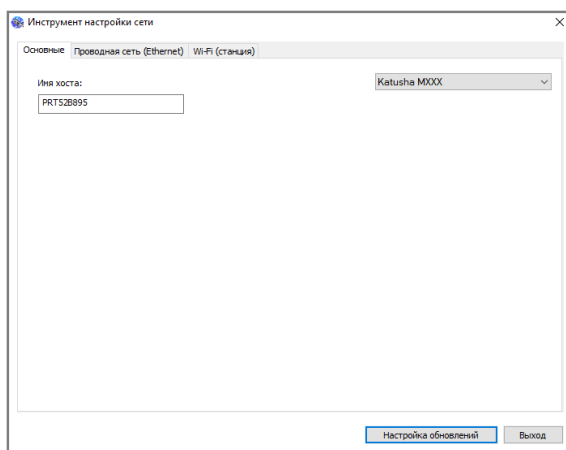 Инструмент настройки сети
Основные Проводная сеть (Ethernet) Wi-Fi (станция)
Имя хоста: Katusha MXXX
PRT52B895
Настройка обновлений Выход